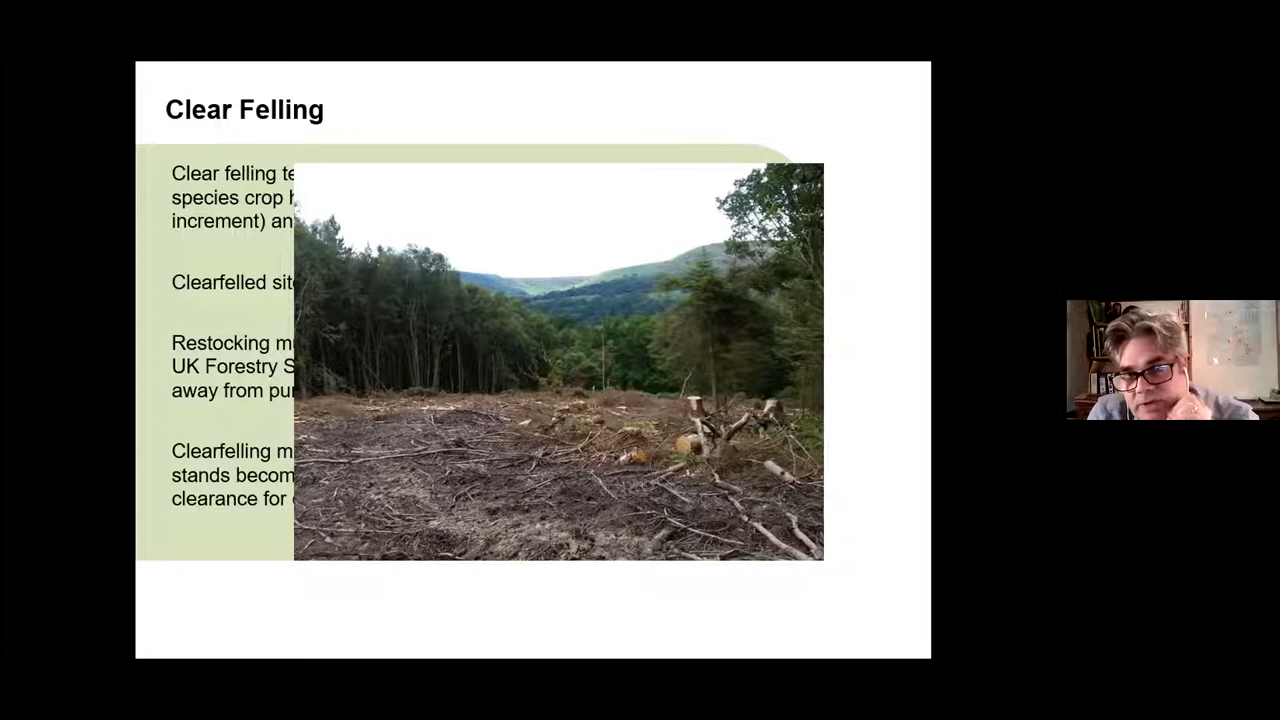 Clear Felling
Clear felling te
species crop h
increment) an
Clearfelled sit
Restocking m
UK Forestry S
away from pur
Clearfelling m
stands becom
clearance for